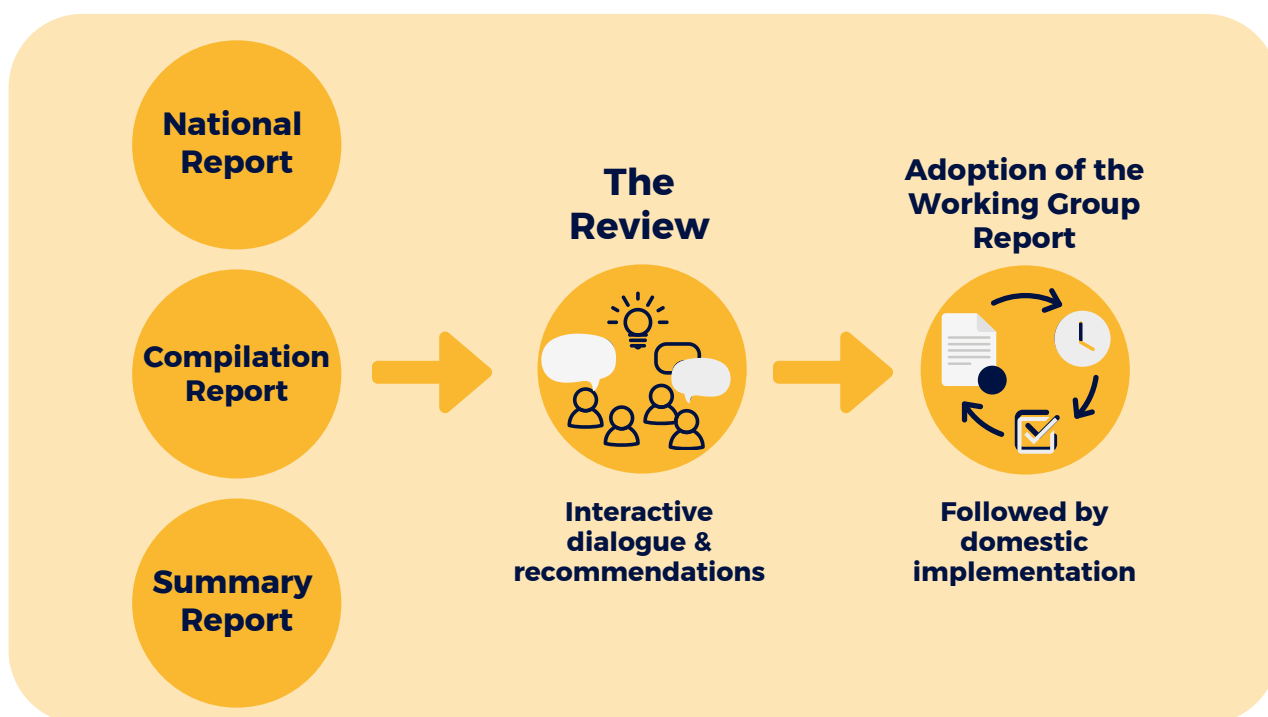 National
Report
Compilation
Report
Summary
Report
The
Review
Interactive
dialogue &
recommendations
Adoption of the
Working Group
Report
Followed by
domestic
implementation